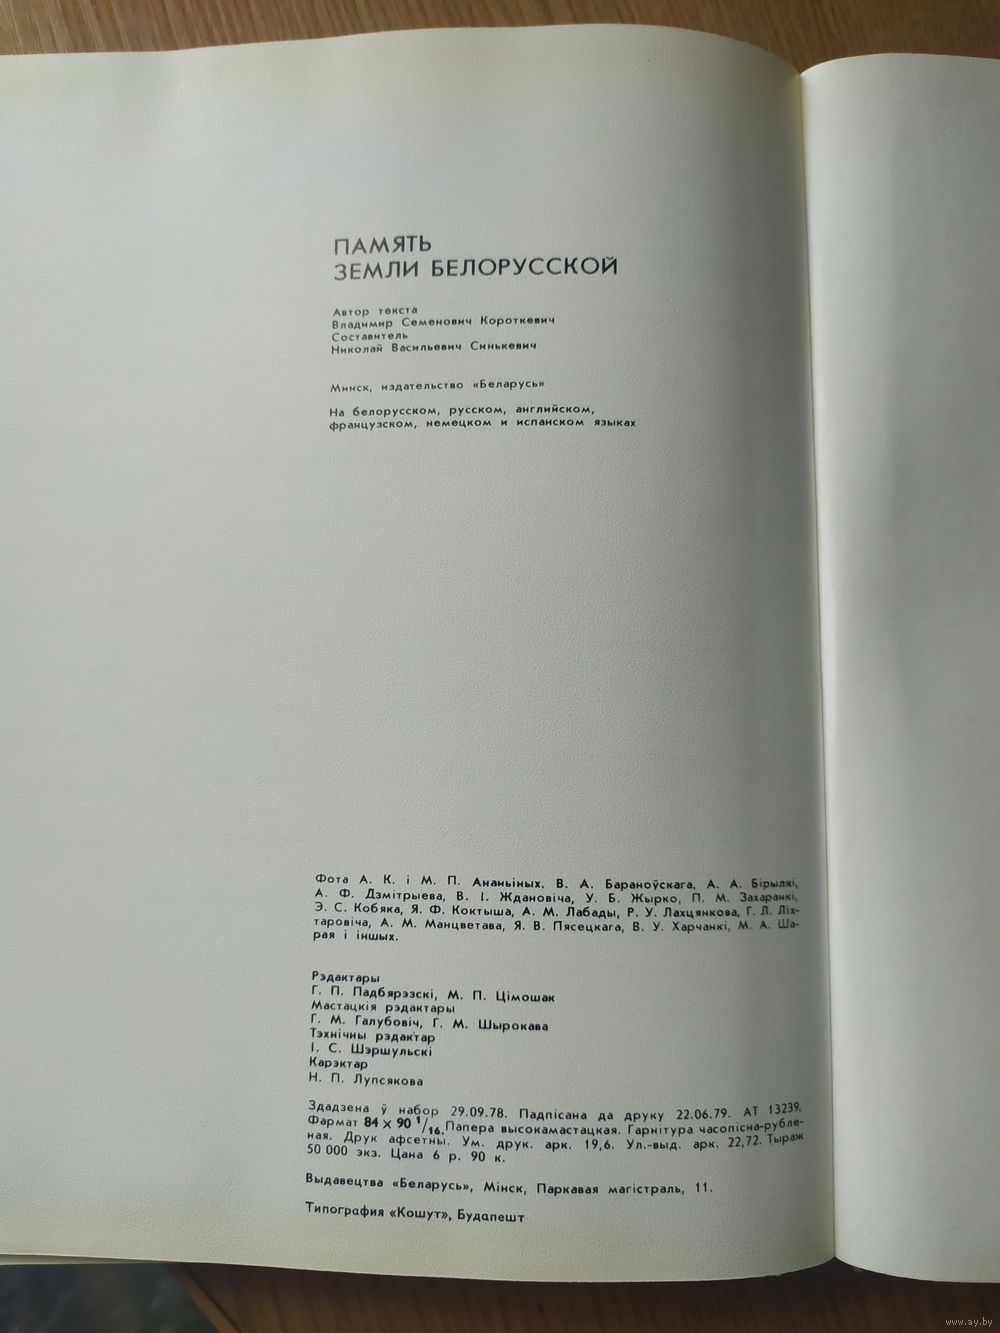 ПАМЯТЬ
ЗЕМЛИ БЕЛОРУССКОЙ
Автор текста
Владимир Семенович Короткевич
Составитель
Николай Васильевич Синькевич
Минск, издательство «Беларусь»
На белорусском, русском, английском,
французском, немецком и испанском языках
Фота А. К. і М. П. Ананьіных, В. А. Бараноўскага, А. А. Бірылкі,
А. Ф. Дзмітрыева, В. І. Ждановіча, У. Б. Жырко, П. М. Захаранкі,
Э. С. Кобяка, Я. Ф. Коктыша, А. М. Лабады, Р. У. Лахцянкова, Г. Л. Ліх-
таровіча, А. М. Манцветава, Я. В. Пясецкага, В. У. Харчанкі, М. А. Ша-
рая і іншых.
Рэдактары
Г. П. Падбярэзскі, М. П. Цімошак
Мастацкія рэдактары
Г. М. Галубовіч, Г. М. Шырокава
Тэхнічны рэдактар
І. С. Шэршульскі
Карэктар
Н. П. Лупсякова
Здадзена ў набор 29.09.78. Падпісана да друку 22.06.79. АТ 13239.
Фармат 84 × 90 1/16. Папера высокамастацкая. Гарнітура часопісна-рубле-
ная. Друк афсетны. Ум. друк. арк. 19,6. Ул.-выд. арк. 22,72. Тыраж
50 000 экз. Цана 6 р. 90 к.
Выдавецтва «Беларусь», Мінск, Паркавая магістраль, 11.
Типография «Кошут», Будапешт
www.ay.by